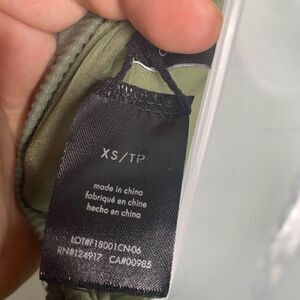 XS/TP
made in china
fabriqué en chine
hecho en china
LOT#F18001CN-06
RN#124917 CA#00985